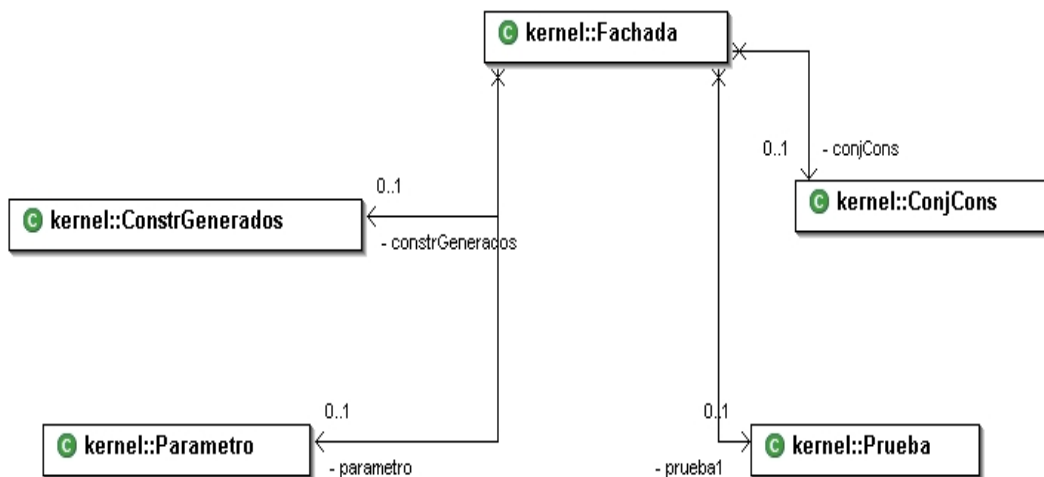 C kernel::Fachada
0..1 - conjCons
C kernel::ConjCons
0..1
C kernel::ConstrGenerados
- constrGenerados
0..1
C kernel::Parametro
- parametro
0..1
C kernel::Prueba
- prueba1